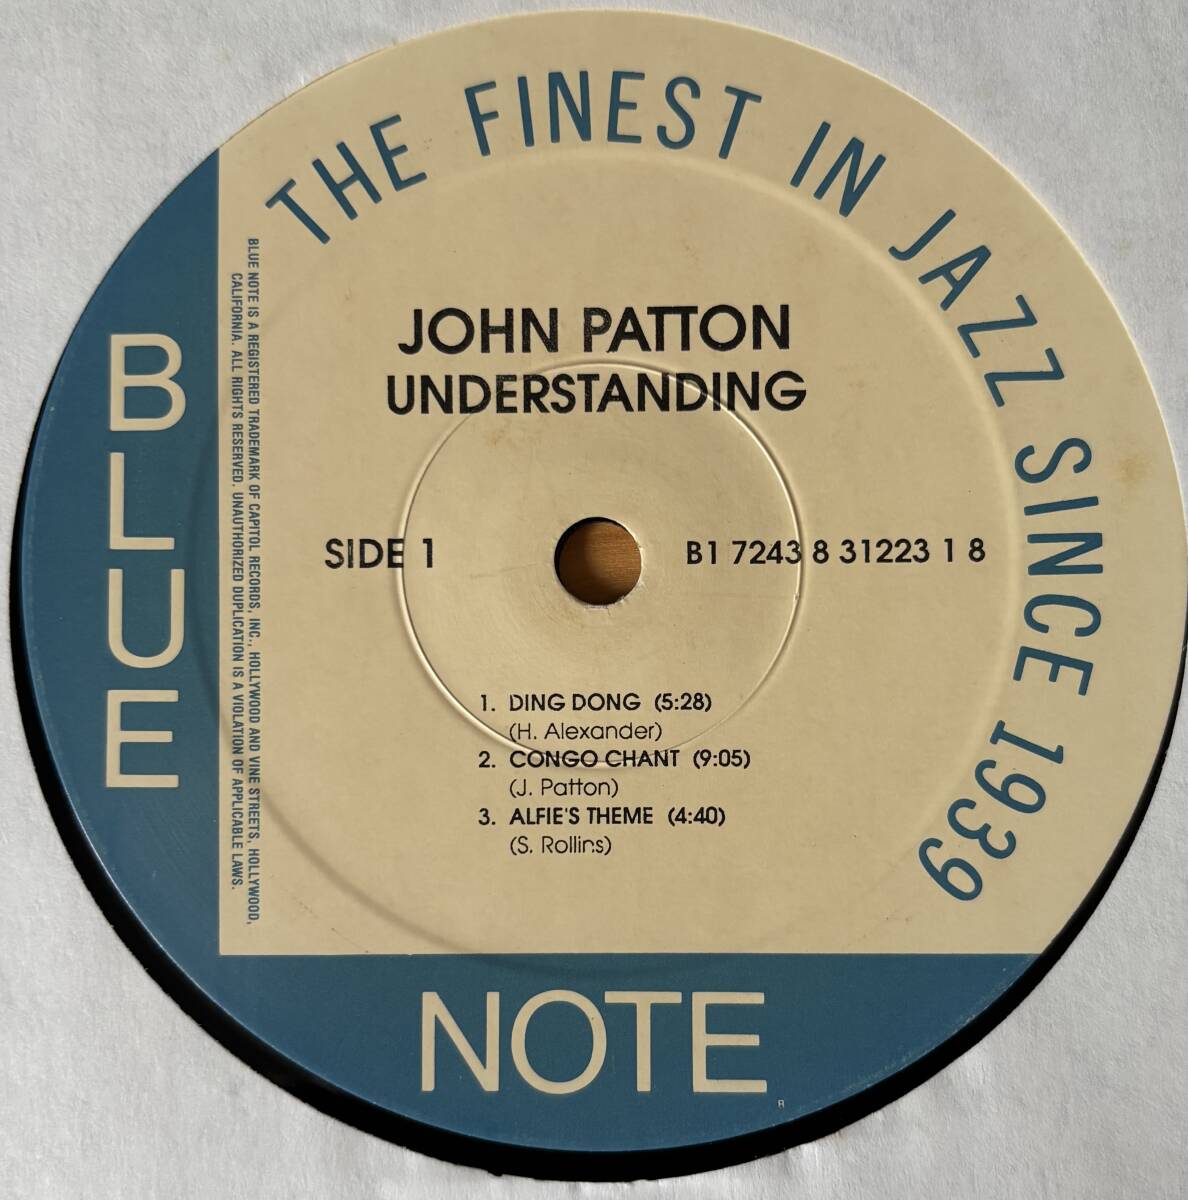 THE FINEST IN JAZZ SINCE 1939
BLUE NOTE IS A REGISTERED TRADEMARK OF CAPITOL RECORDS, INC., HOLLYWOOD AND VINE STREETS, HOLLYWOOD,
CALIFORNIA. ALL RIGHTS RESERVED. UNAUTHORIZED DUPLICATION IS A VIOLATION OF APPLICABLE LAWS.
BLUE
JOHN PATTON
UNDERSTANDING
SIDE 1
B1 7243 8 31223 1 8
1. DING DONG (5:28)
(H. Alexander)
2. CONGO CHANT (9:05)
(J. Patton)
3. ALFIE'S THEME (4:40)
(S. Rollins)
NOTE
R